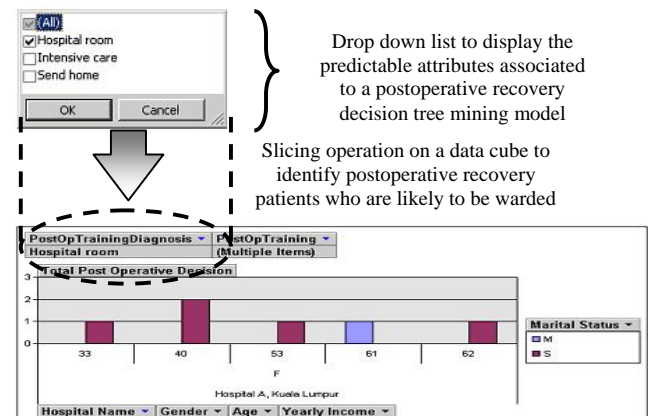 (All)
Hospital room
Intensive care
Send home
OK Cancel
Drop down list to display the
predictable attributes associated
to a postoperative recovery
decision tree mining model
Slicing operation on a data cube to
identify postoperative recovery
patients who are likely to be warded
PostOpTrainingDiagnosis PostOpTraining
Hospital room (Multiple Items)
Total Post Operative Decision
3
2
1
0
33 40 53 61 62
F
Hospital A, Kuala Lumpur
Marital Status
M
S
Hospital Name Gender Age Yearly Income